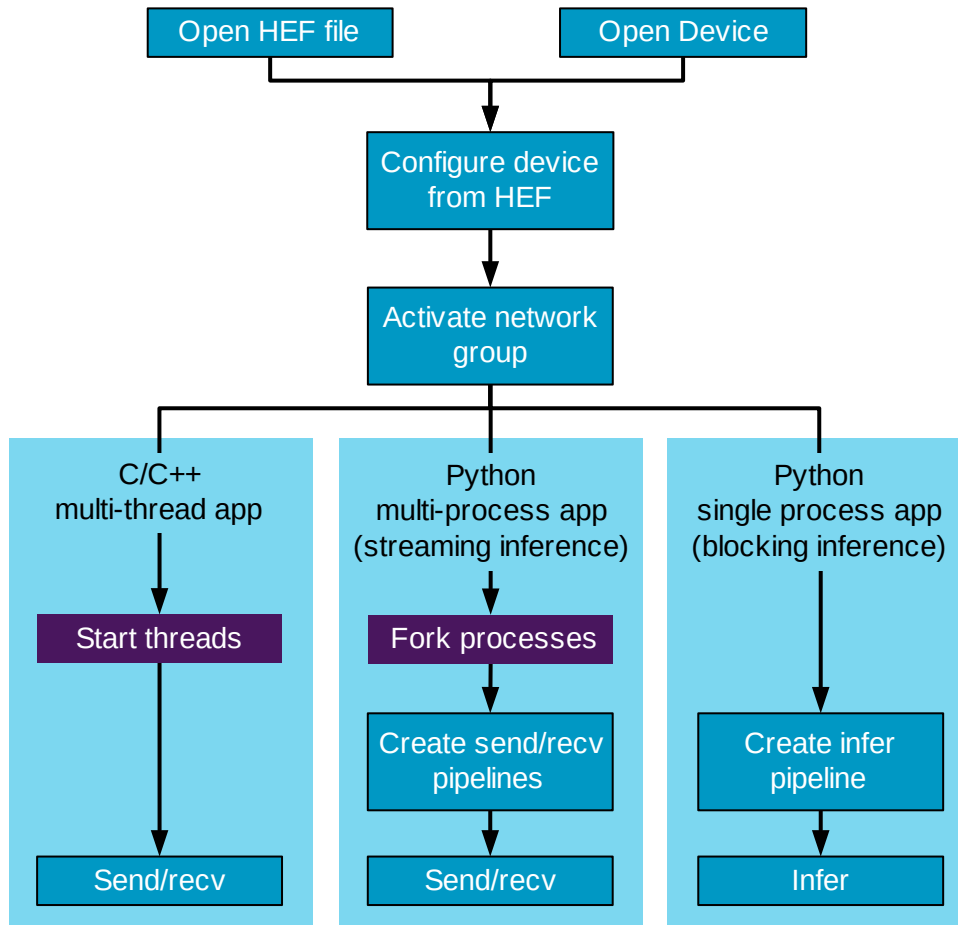 Open HEF file
Open Device
Configure device
from HEF
Activate network
group
C/C++
multi-thread app
Start threads
Send/recv
Python
multi-process app
(streaming inference)
Fork processes
Create send/recv
pipelines
Send/recv
Python
single process app
(blocking inference)
Create infer
pipeline
Infer